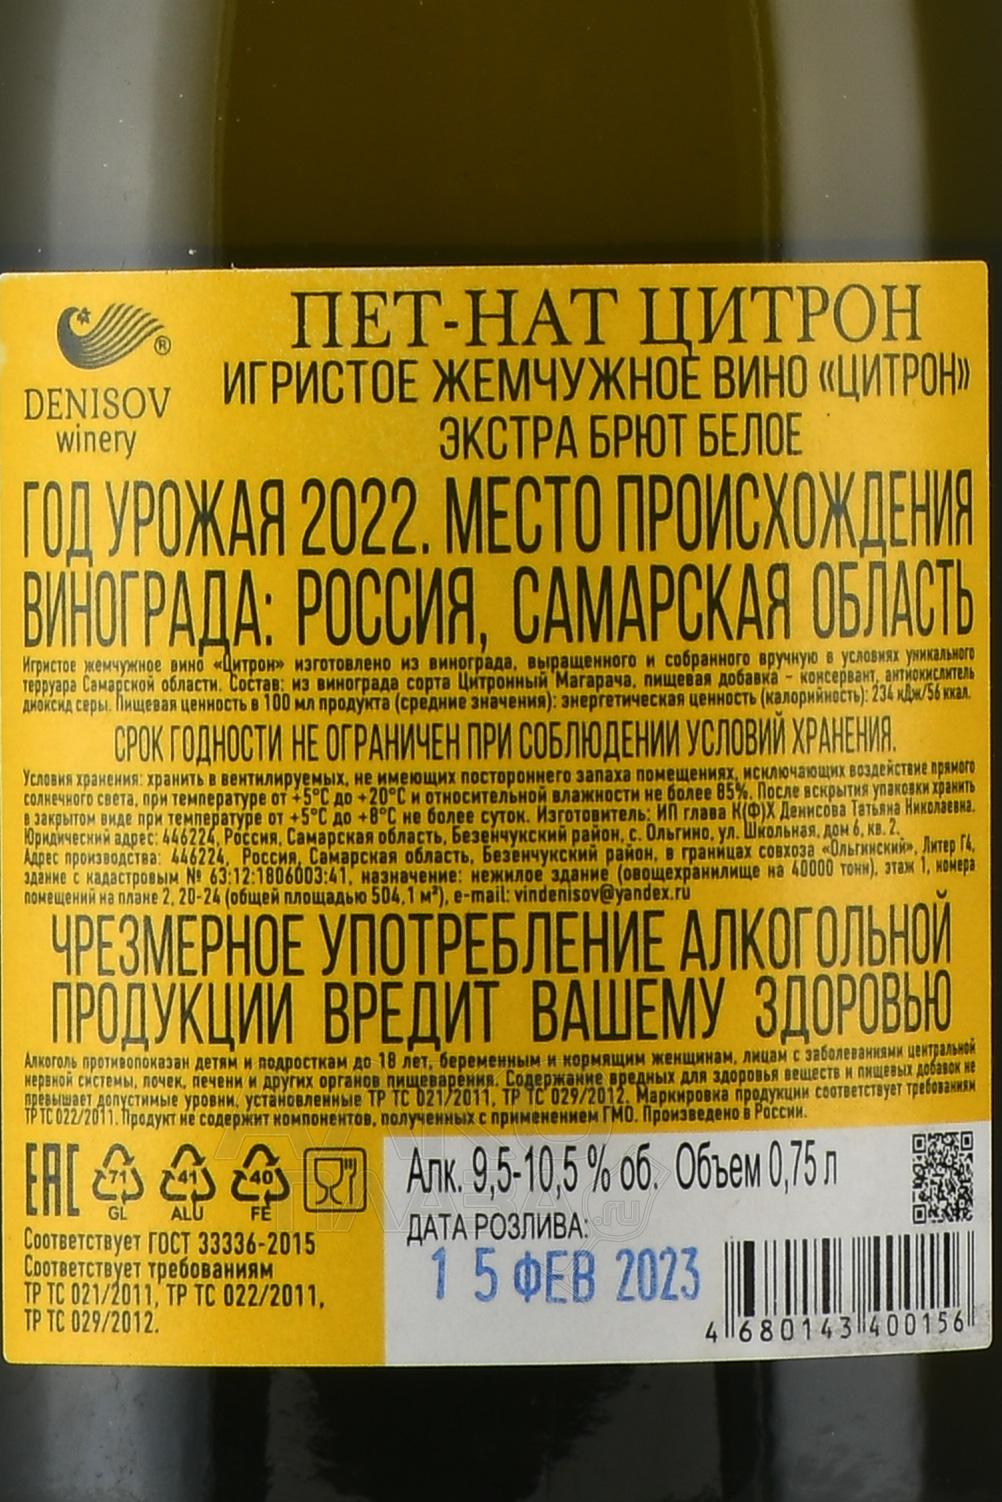 ПЕТ-НАТ ЦИТРОН
ИГРИСТОЕ ЖЕМЧУЖНОЕ ВИНО «ЦИТРОН»
ЭКСТРА БРЮТ БЕЛОЕ
®
DENISOV
winery
ГОД УРОЖАЯ 2022. МЕСТО ПРОИСХОЖДЕНИЯ
ВИНОГРАДА: РОССИЯ, САМАРСКАЯ ОБЛАСТЬ
Игристое жемчужное вино «Цитрон» изготовлено из винограда, выращенного и собранного вручную в условиях уникального
терруара Самарской области. Состав: из винограда сорта Цитронный Магарача, пищевая добавка – консервант, антиокислитель
диоксид серы. Пищевая ценность в 100 мл продукта (средние значения): энергетическая ценность (калорийность): 234 кДж/56 ккал.
СРОК ГОДНОСТИ НЕ ОГРАНИЧЕН ПРИ СОБЛЮДЕНИИ УСЛОВИЙ ХРАНЕНИЯ.
Условия хранения: хранить в вентилируемых, не имеющих постороннего запаха помещениях, исключающих воздействие прямого
солнечного света, при температуре от +5°С до +20°С и относительной влажности не более 85%. После вскрытия упаковки хранить
в закрытом виде при температуре от +5°С до +8°С не более суток. Изготовитель: ИП глава К(Ф)Х Денисова Татьяна Николаевна.
Юридический адрес: 446224, Россия, Самарская область, Безенчукский район, с. Ольгино, ул. Школьная, дом 6, кв. 2.
Адрес производства: 446224, Россия, Самарская область, Безенчукский район, в границах совхоза «Ольгинский», Литер Г4,
здание с кадастровым № 63:12:1806003:41, назначение: нежилое здание (овощехранилище на 40000 тонн), этаж 1, номера
помещений на плане 2, 20-24 (общей площадью 504,1 м²), e-mail: vindenisov@yandex.ru
ЧРЕЗМЕРНОЕ УПОТРЕБЛЕНИЕ АЛКОГОЛЬНОЙ
ПРОДУКЦИИ ВРЕДИТ ВАШЕМУ ЗДОРОВЬЮ
Алкоголь противопоказан детям и подросткам до 18 лет, беременным и кормящим женщинам, лицам с заболеваниями центральной
нервной системы, почек, печени и других органов пищеварения. Содержание вредных для здоровья веществ и пищевых добавок не
превышает допустимые уровни, установленные ТР ТС 021/2011, ТР ТС 029/2012. Маркировка продукции соответствует требованиям
ТР ТС 022/2011. Продукт не содержит компонентов, полученных с применением ГМО. Произведено в России.
EAC
71 41 40
GL ALU FE
Соответствует ГОСТ 33336-2015
Соответствует требованиям
ТР ТС 021/2011, ТР ТС 022/2011,
ТР ТС 029/2012.
Алк. 9,5-10,5 % об. Объем 0,75 л
ДАТА РОЗЛИВА:
15 ФЕВ 2023
4 680143 400156